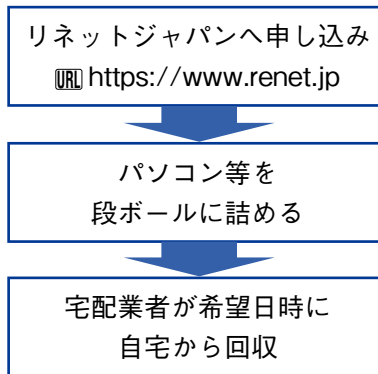 リネットジャパンへ申し込み
URL https://www.renet.jp
パソコン等を
段ボールに詰める
宅配業者が希望日時に
自宅から回収